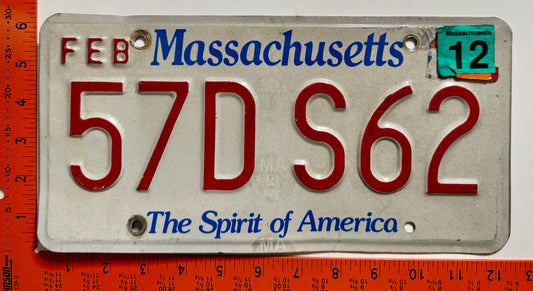 FEB Massachusetts
Massachusetts
12
57D S62
The Spirit of America